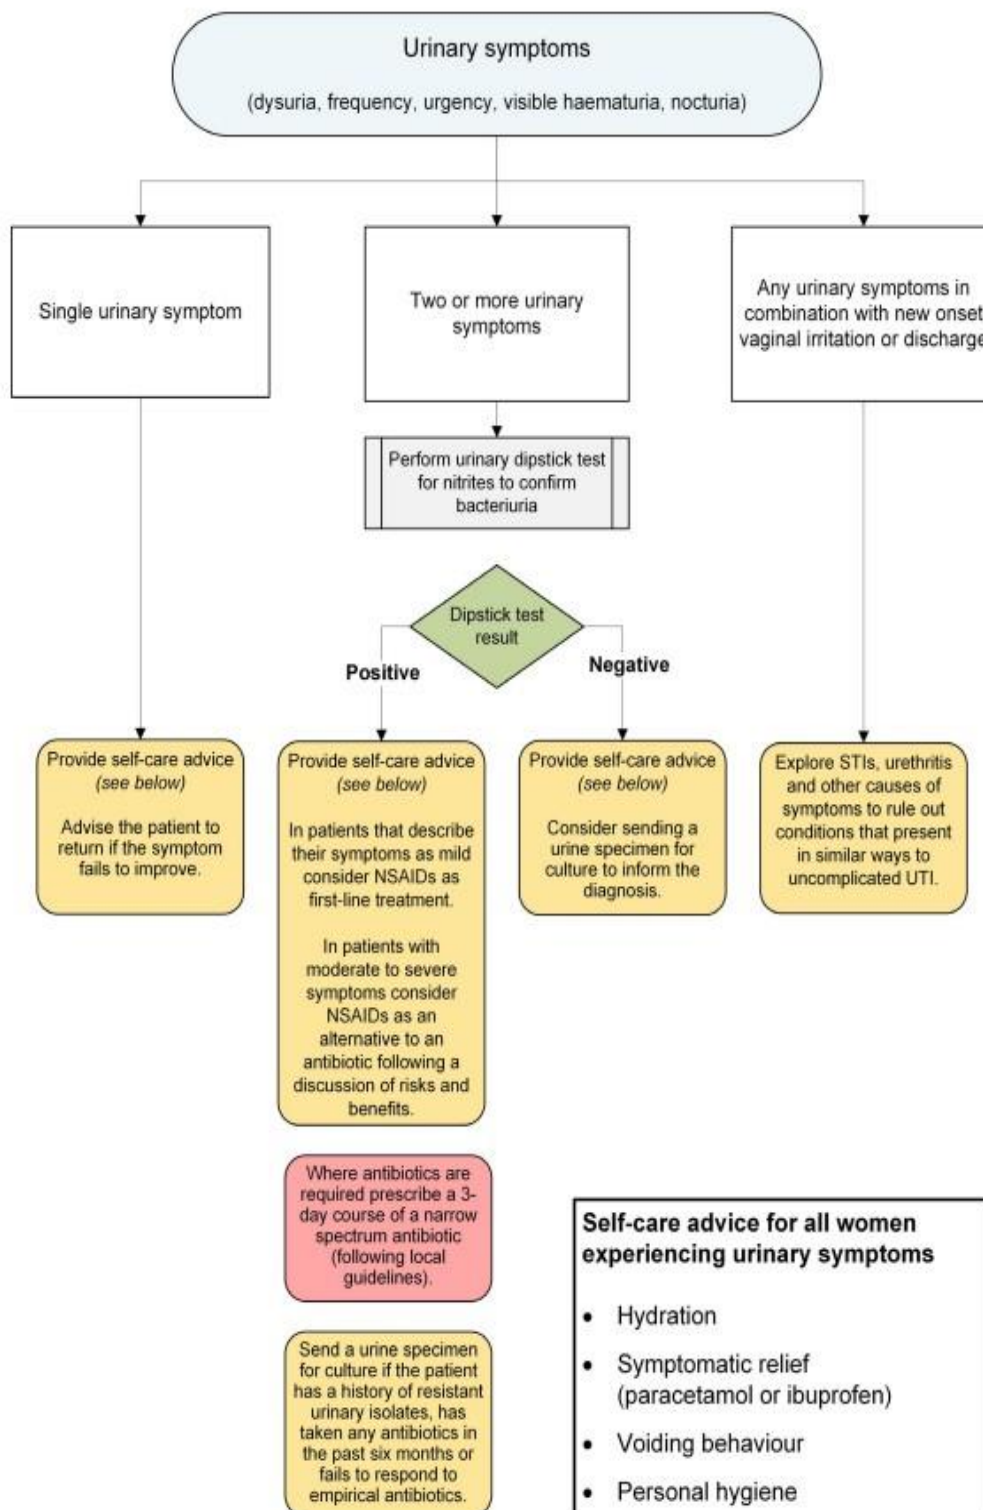 Urinary symptoms
(dysuria, frequency, urgency, visible haematuria, nocturia)
Single urinary symptom
Two or more urinary
symptoms
Any urinary symptoms in
combination with new onset
vaginal irritation or discharge
Perform urinary dipstick test
for nitrites to confirm
bacteriuria
Dipstick test
result
Positive
Negative
Provide self-care advice
(see below)
Advise the patient to
return if the symptom
fails to improve.
Provide self-care advice
(see below)
In patients that describe
their symptoms as mild
consider NSAIDs as
first-line treatment.
In patients with
moderate to severe
symptoms consider
NSAIDs as an
alternative to an
antibiotic following a
discussion of risks and
benefits.
Provide self-care advice
(see below)
Consider sending a
urine specimen for
culture to inform the
diagnosis.
Explore STIs, urethritis
and other causes of
symptoms to rule out
conditions that present
in similar ways to
uncomplicated UTI.
Where antibiotics are
required prescribe a 3-
day course of a narrow
spectrum antibiotic
(following local
guidelines).
Send a urine specimen
for culture if the patient
has a history of resistant
urinary isolates, has
taken any antibiotics in
the past six months or
fails to respond to
empirical antibiotics.
Self-care advice for all women
experiencing urinary symptoms
• Hydration
• Symptomatic relief
(paracetamol or ibuprofen)
• Voiding behaviour
• Personal hygiene